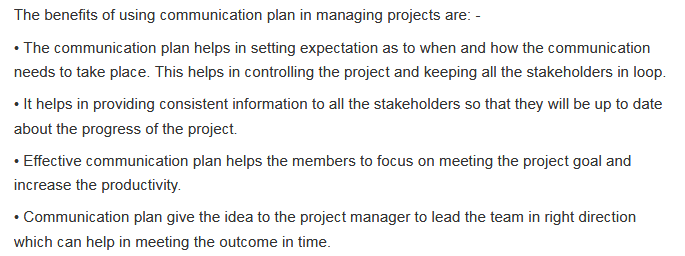 The benefits of using communication plan in managing projects are: -
• The communication plan helps in setting expectation as to when and how the communication
needs to take place. This helps in controlling the project and keeping all the stakeholders in loop.
• It helps in providing consistent information to all the stakeholders so that they will be up to date
about the progress of the project.
• Effective communication plan helps the members to focus on meeting the project goal and
increase the productivity.
• Communication plan give the idea to the project manager to lead the team in right direction
which can help in meeting the outcome in time.